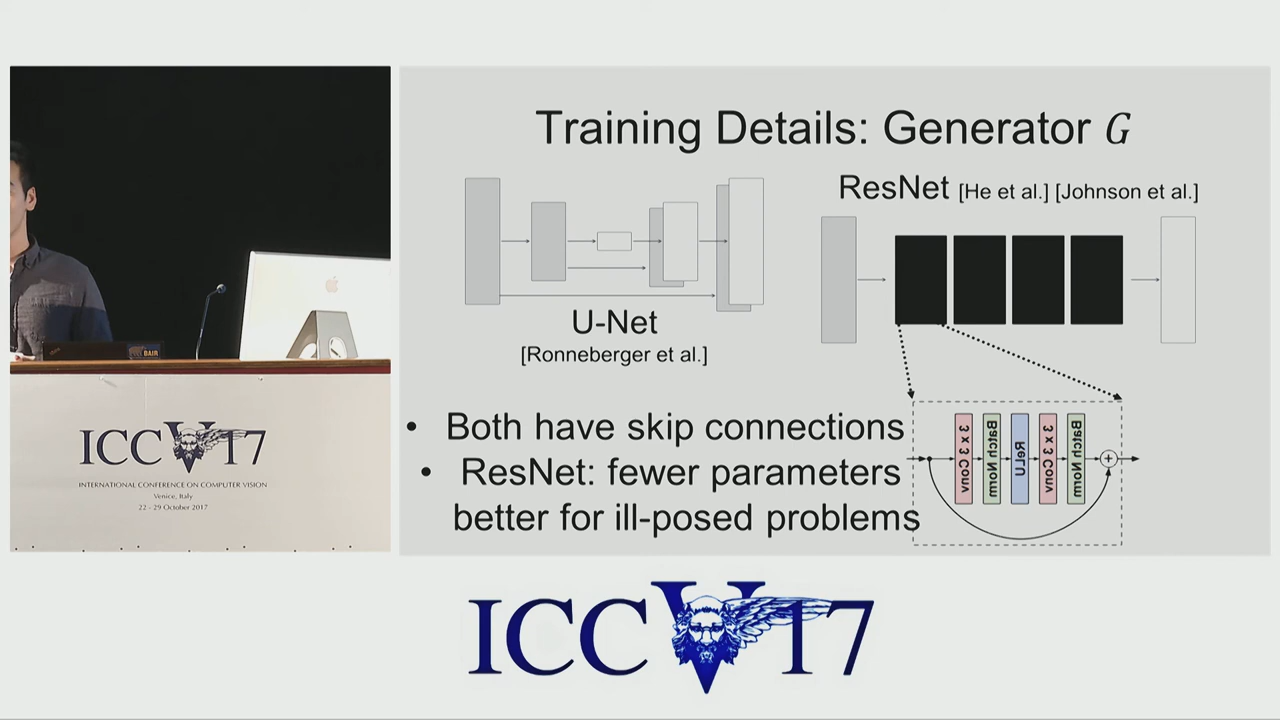 Training Details: Generator G
ResNet [He et al.] [Johnson et al.]
U-Net
[Ronneberger et al.]
• Both have skip connections
• ResNet: fewer parameters
better for ill-posed problems
3 x 3 Conv
Batch Norm
ReLU
3 x 3 Conv
Batch Norm
+
BAIR
ICCV17
INTERNATIONAL CONFERENCE ON COMPUTER VISION
Venice, Italy
22 - 29 October 2017
ICCV17